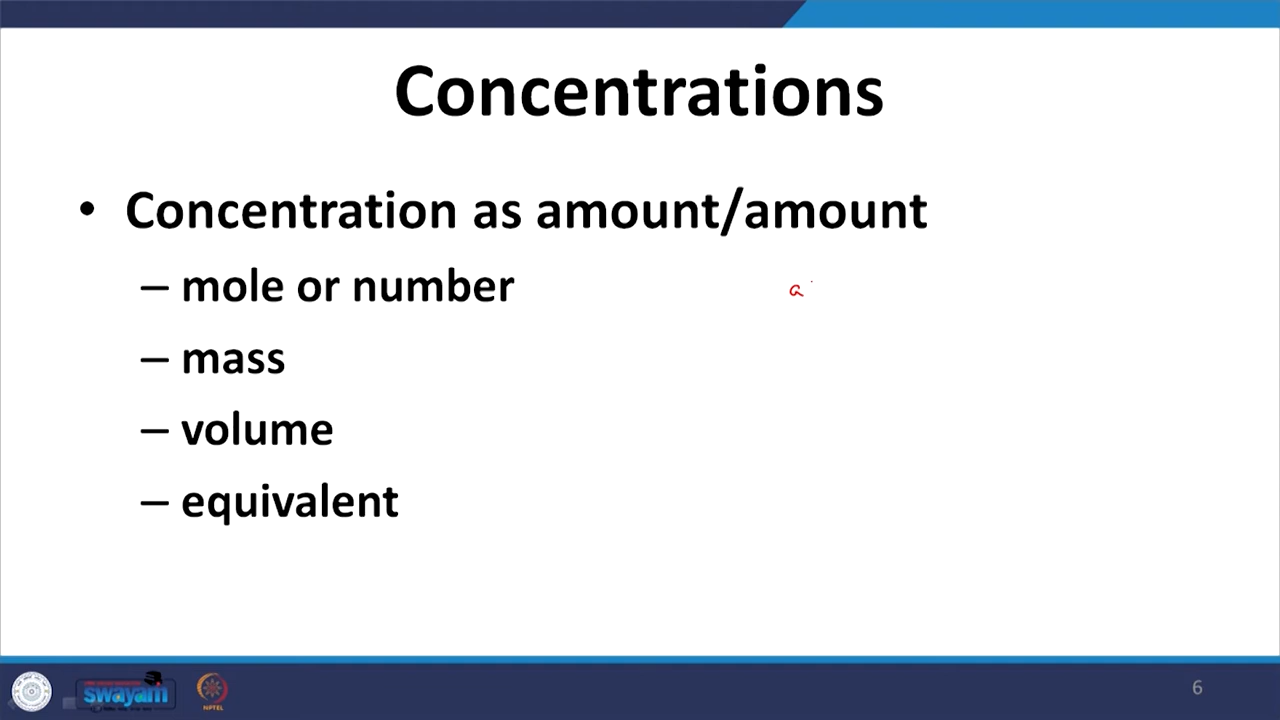 Concentrations
• Concentration as amount/amount
– mole or number
a
– mass
– volume
– equivalent
swayam
NPTEL
6